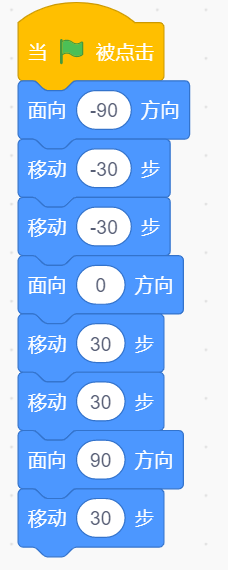 当 被点击
面向 -90 方向
移动 -30 步
移动 -30 步
面向 0 方向
移动 30 步
移动 30 步
面向 90 方向
移动 30 步